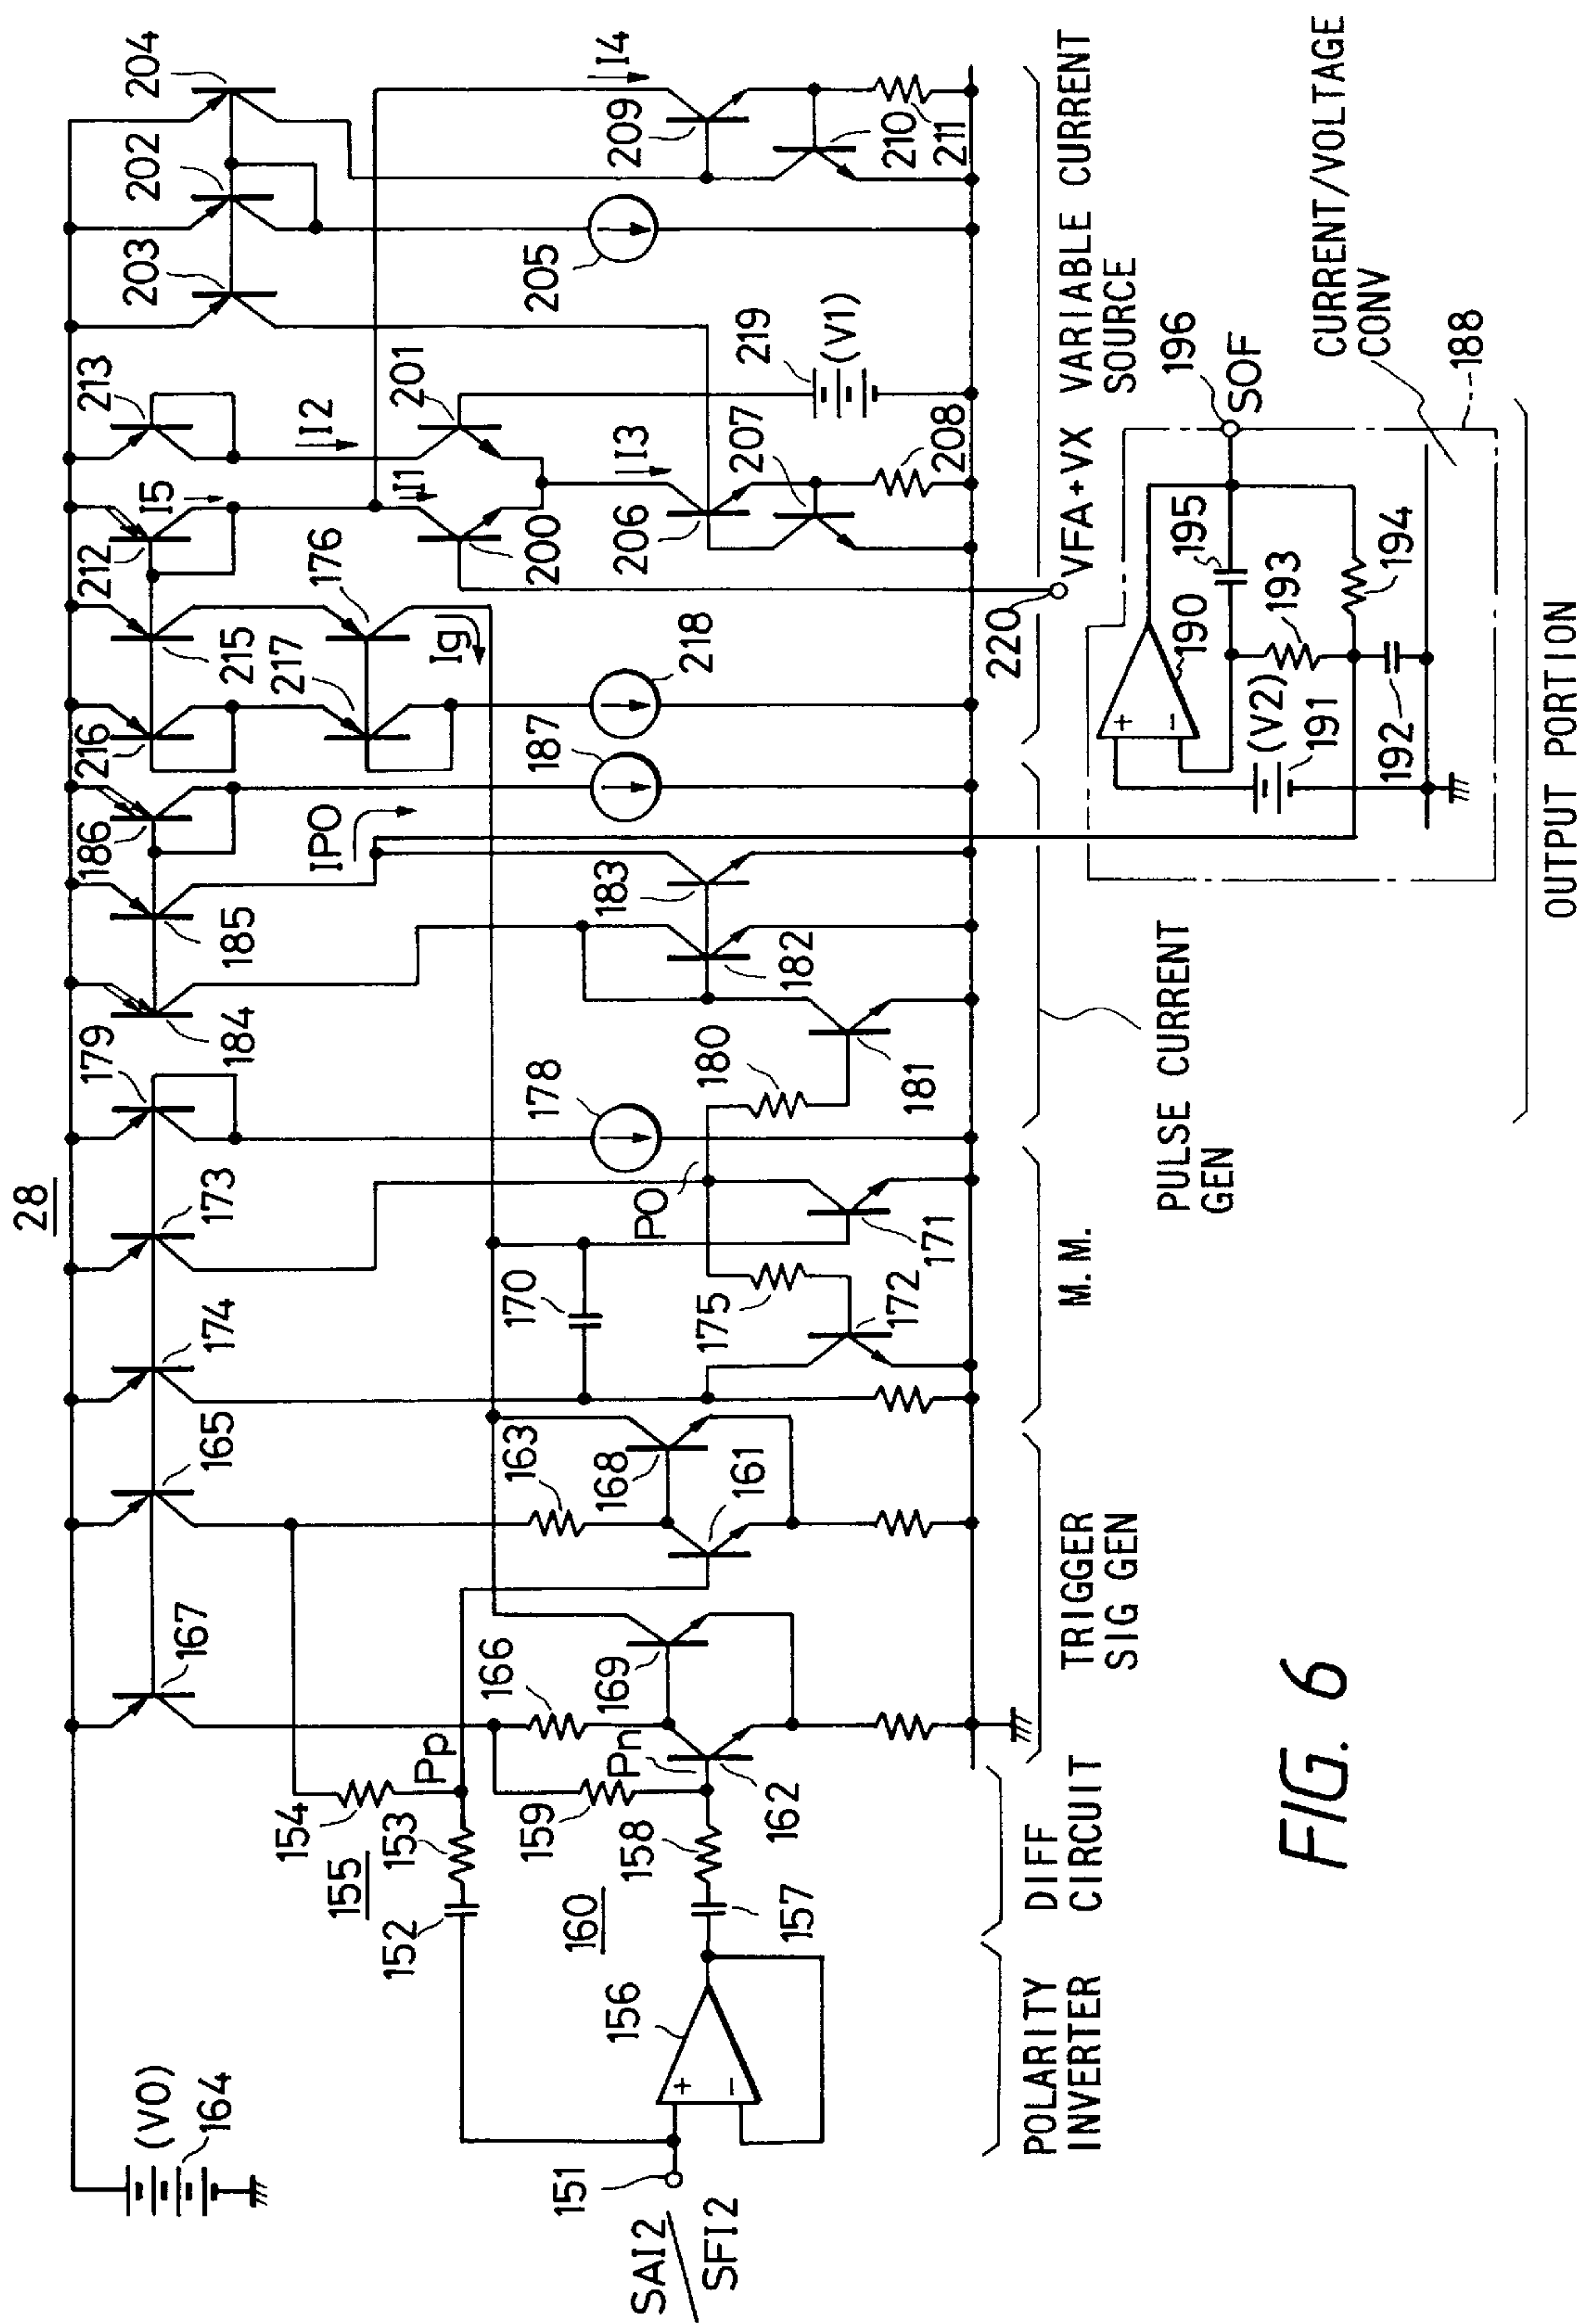 28
(V0)
164
167
165
174
173
179
184
185
186
216
215
212
213
203
202
204
I5
217
176
Ig
I1
I2
200
201
I3
I4
IPO
187
218
205
206
207
208
209
210
211
219
(V1)
154
155
153
152
Pp
159
160
158
157
Pn
162
166
169
163
168
161
170
175
172
171
PO
178
180
181
182
183
156
151
SAI2
SFI2
220
VFA+VX
POLARITY
INVERTER
DIFF
CIRCUIT
TRIGGER
SIG GEN
M.M.
PULSE CURRENT
GEN
VARIABLE CURRENT
SOURCE
(V2)
191
190
195
193
192
194
196
SOF
CURRENT/VOLTAGE
CONV
188
OUTPUT PORTION
FIG. 6